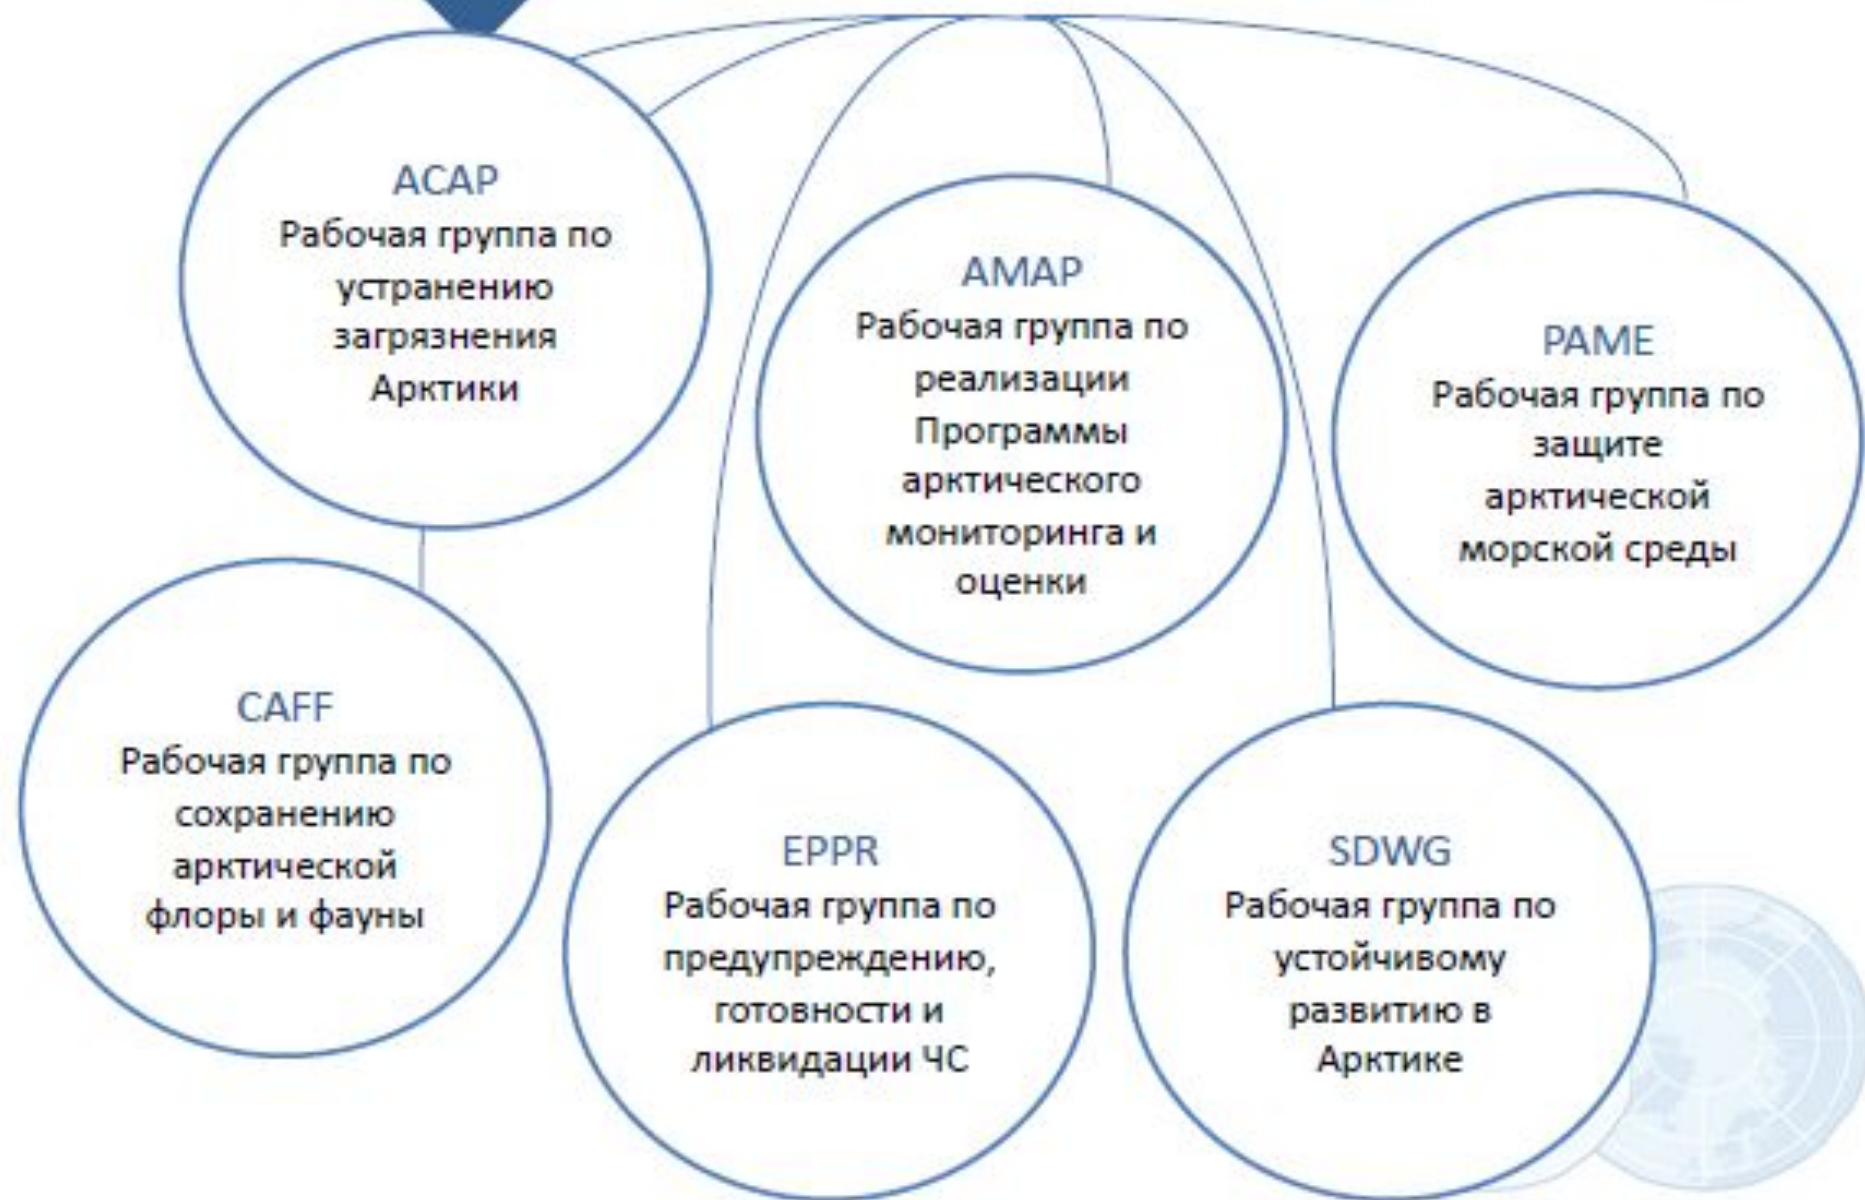 ACAP
Рабочая группа по
устранению
загрязнения
Арктики
AMAP
Рабочая группа по
реализации
Программы
арктического
мониторинга и
оценки
PAME
Рабочая группа по
защите
арктической
морской среды
CAFF
Рабочая группа по
сохранению
арктической
флоры и фауны
EPPR
Рабочая группа по
предупреждению,
готовности и
ликвидации ЧС
SDWG
Рабочая группа по
устойчивому
развитию в
Арктике